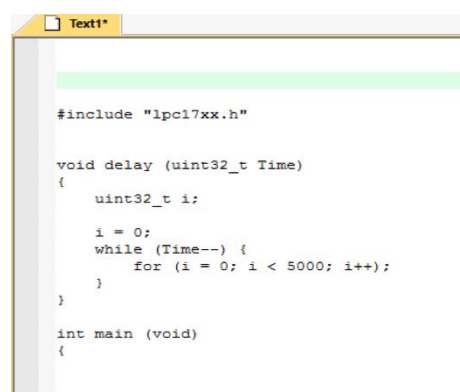 Text1*
#include "lpc17xx.h"
void delay (uint32_t Time)
{
    uint32_t i;
    i = 0;
    while (Time--) {
        for (i = 0; i < 5000; i++);
    }
}
int main (void)
{